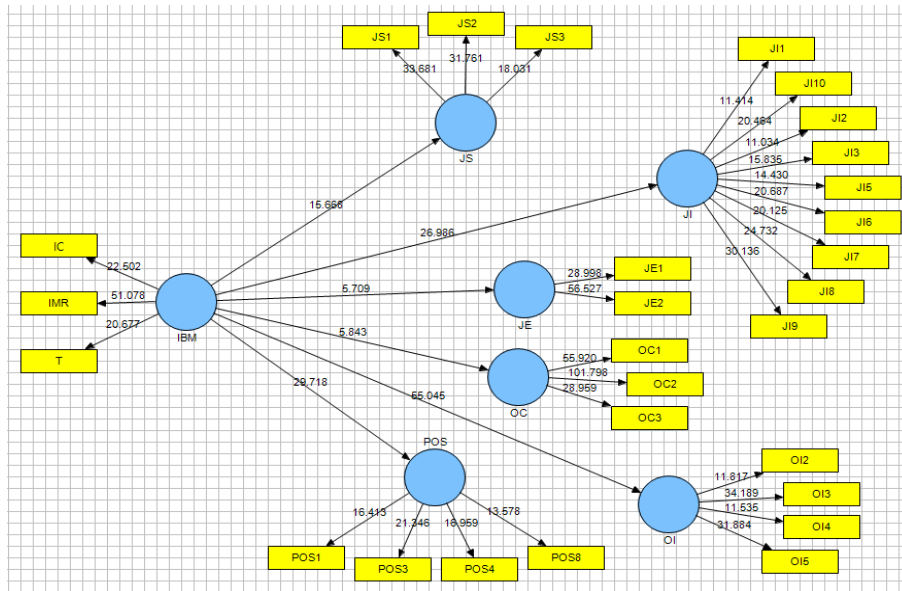 JS1
JS2
JS3
33.681
31.761
18.031
JS
JI1
JI10
JI2
JI3
JI5
JI6
JI7
JI8
JI9
11.414
20.484
11.034
15.835
14.430
20.687
20.125
24.732
30.136
JI
15.668
26.986
IC
IMR
T
22.502
51.078
20.677
IBM
5.709
JE
28.998
56.527
JE1
JE2
5.843
OC
55.920
101.798
28.959
OC1
OC2
OC3
29.718
65.045
POS
16.413
21.346
18.959
13.578
POS1
POS3
POS4
POS8
OI
11.817
34.189
11.535
31.884
OI2
OI3
OI4
OI5